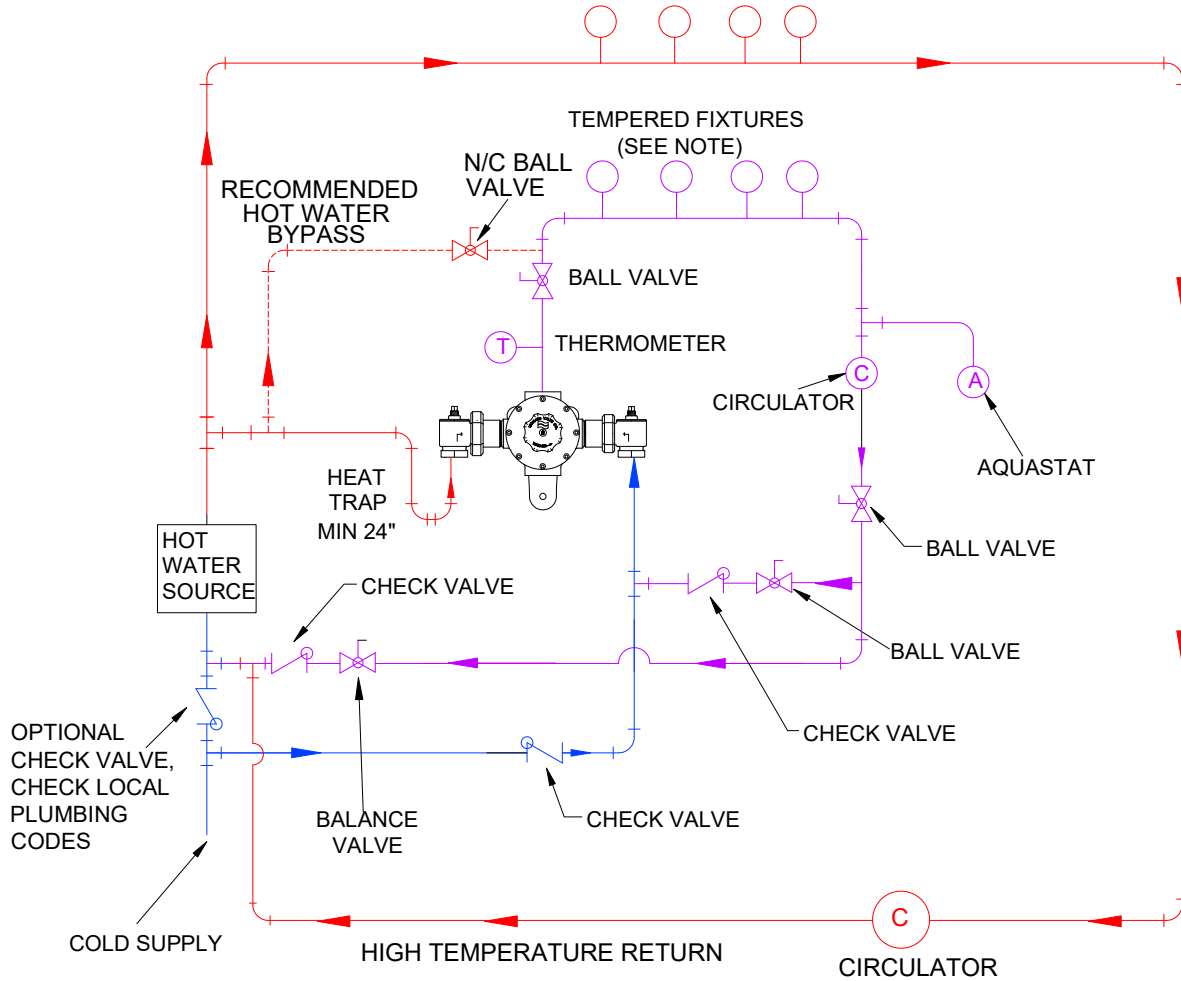 TEMPERED FIXTURES
(SEE NOTE)
N/C BALL
VALVE
RECOMMENDED
HOT WATER
BYPASS
BALL VALVE
T
THERMOMETER
C
CIRCULATOR
A
AQUASTAT
HEAT
TRAP
MIN 24"
HOT
WATER
SOURCE
BALL VALVE
CHECK VALVE
BALL VALVE
CHECK VALVE
OPTIONAL
CHECK VALVE,
CHECK LOCAL
PLUMBING
CODES
BALANCE
VALVE
CHECK VALVE
COLD SUPPLY
HIGH TEMPERATURE RETURN
C
CIRCULATOR